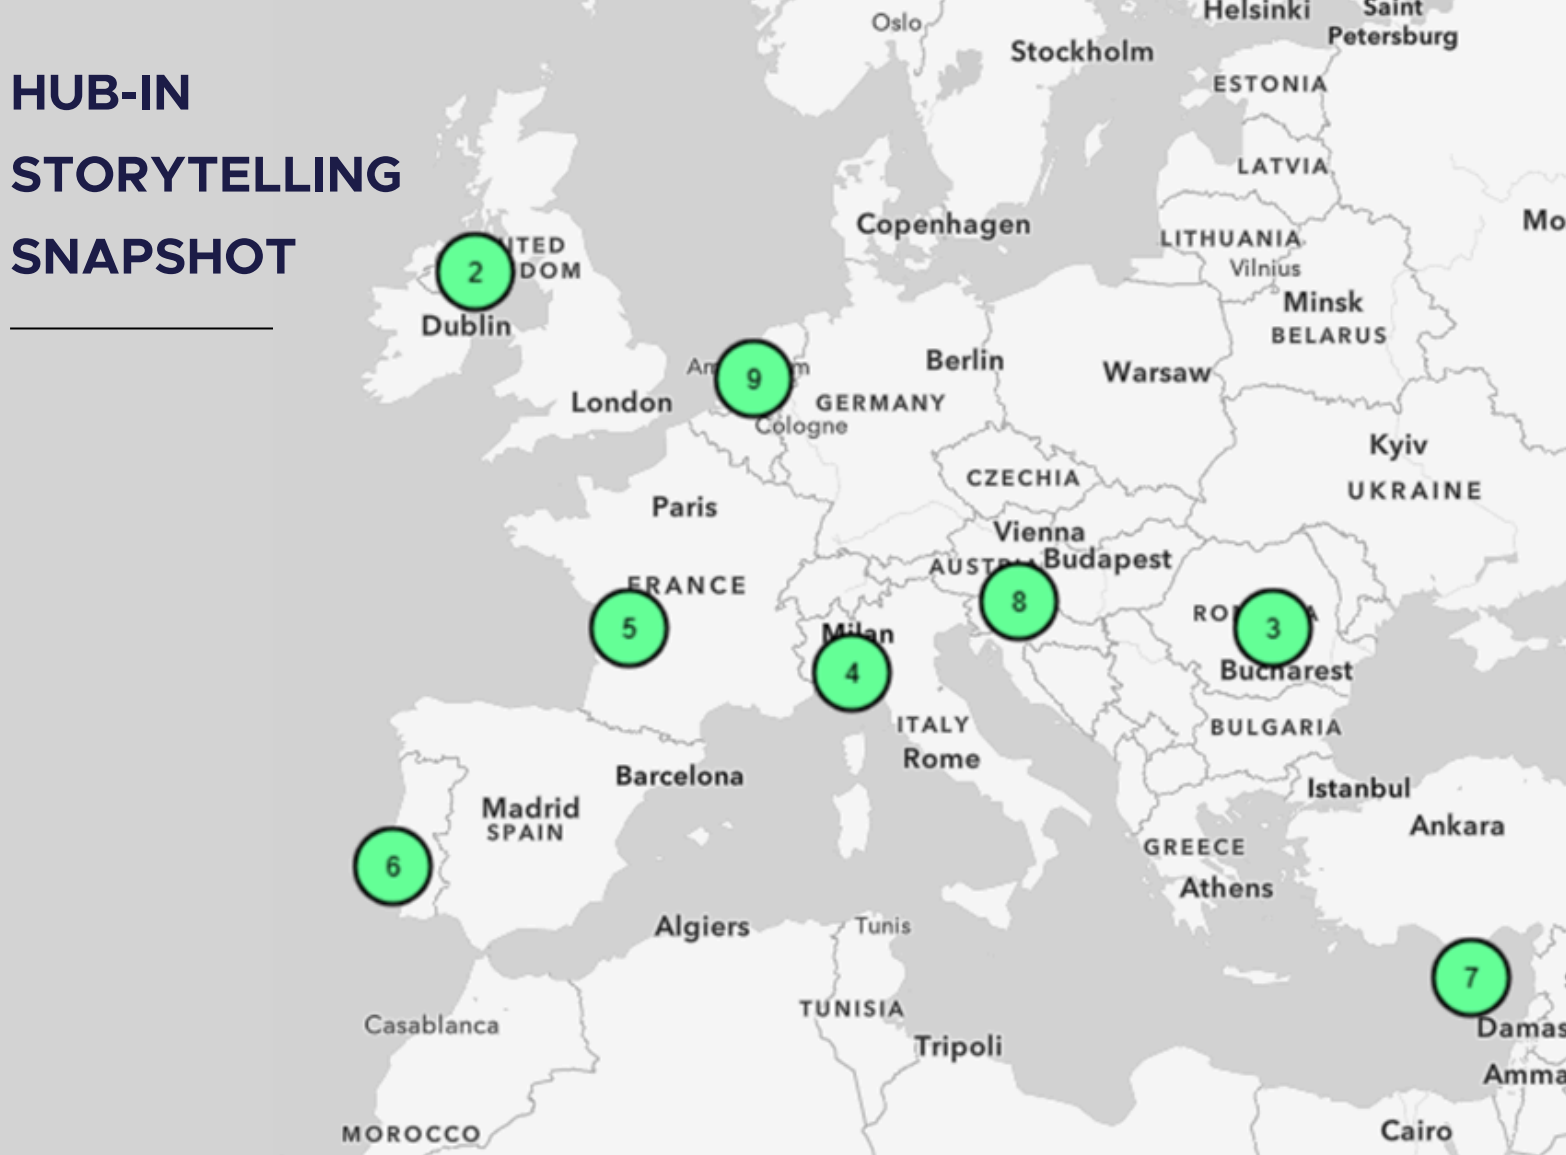 HUB-IN
STORYTELLING
SNAPSHOT
Oslo
Stockholm
Helsinki
Saint
Petersburg
ESTONIA
LATVIA
Copenhagen
LITHUANIA
Vilnius
Minsk
BELARUS
2
Dublin
London
9
Cologne
Berlin
GERMANY
Warsaw
Kyiv
UKRAINE
CZECHIA
Paris
Vienna
Budapest
FRANCE
5
8
3
Milan
4
Bucharest
ITALY
Rome
BULGARIA
Barcelona
Madrid
SPAIN
Istanbul
Ankara
6
GREECE
Athens
Algiers
Tunis
7
TUNISIA
Casablanca
Tripoli
MOROCCO
Cairo